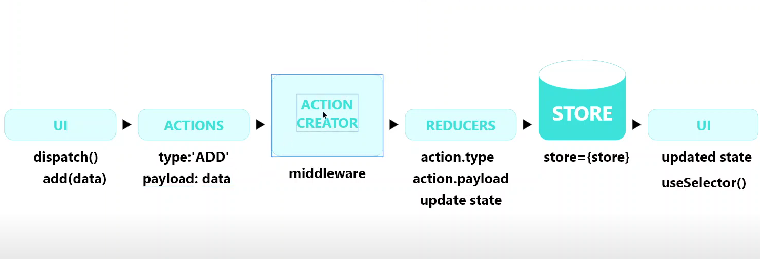 UI
dispatch()
add(data)
ACTIONS
type:'ADD'
payload: data
ACTION
CREATOR
middleware
REDUCERS
action.type
action.payload
update state
STORE
store={store}
UI
updated state
useSelector()